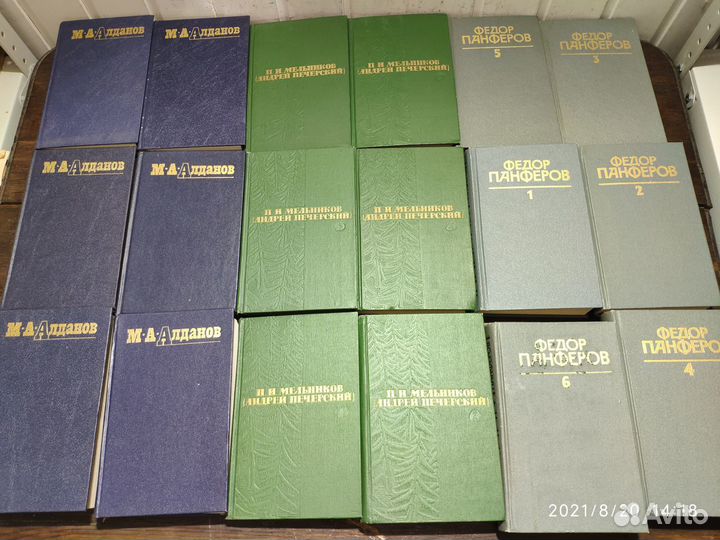 М·А·Алданов
М·А·Алданов
П И МЕЛЬНИКОВ
(АНДРЕЙ ПЕЧЕРСКИЙ)
П И МЕЛЬНИКОВ
(АНДРЕЙ ПЕЧЕРСКИЙ)
ФЕДОР
ПАНФЕРОВ
5
ФЕДОР
ПАНФЕРОВ
3
М·А·Алданов
М·А·Алданов
П И МЕЛЬНИКОВ
(АНДРЕЙ ПЕЧЕРСКИЙ)
П И МЕЛЬНИКОВ
(АНДРЕЙ ПЕЧЕРСКИЙ)
ФЕДОР
ПАНФЕРОВ
1
ФЕДОР
ПАНФЕРОВ
2
М·А·Алданов
М·А·Алданов
П И МЕЛЬНИКОВ
(АНДРЕЙ ПЕЧЕРСКИЙ)
П И МЕЛЬНИКОВ
(АНДРЕЙ ПЕЧЕРСКИЙ)
ФЕДОР
ПАНФЕРОВ
6
ФЕДОР
ПАНФЕРО
4
2021/8/20 14:18
Avito